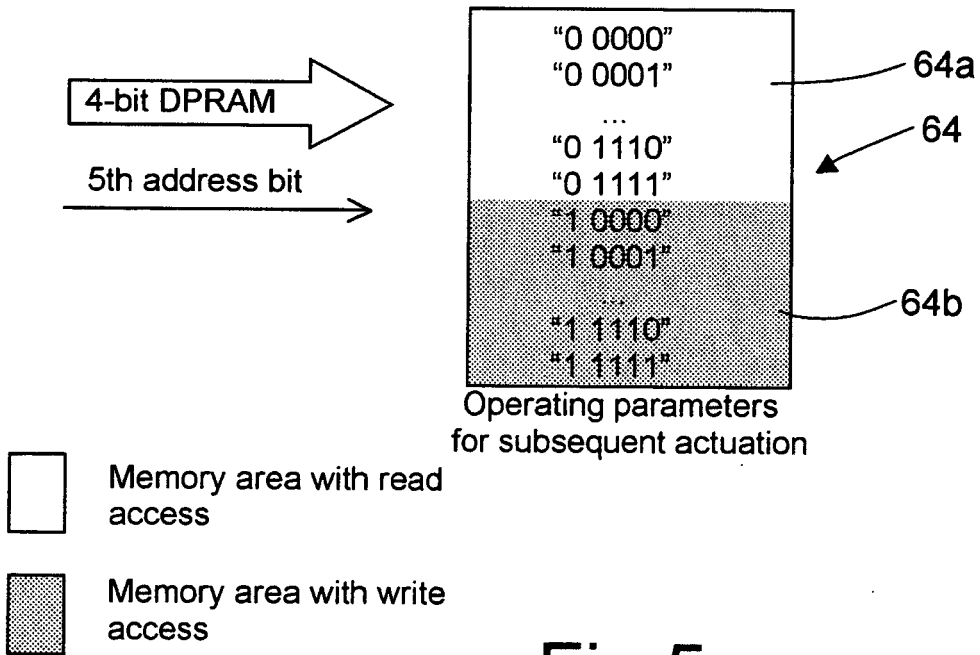 "0 0000"
"0 0001"
...
"0 1110"
"0 1111"
"1 0000"
"1 0001"
...
"1 1110"
"1 1111"
4-bit DPRAM
5th address bit
64a
64
64b
Operating parameters
for subsequent actuation
Memory area with read
access
Memory area with write
access